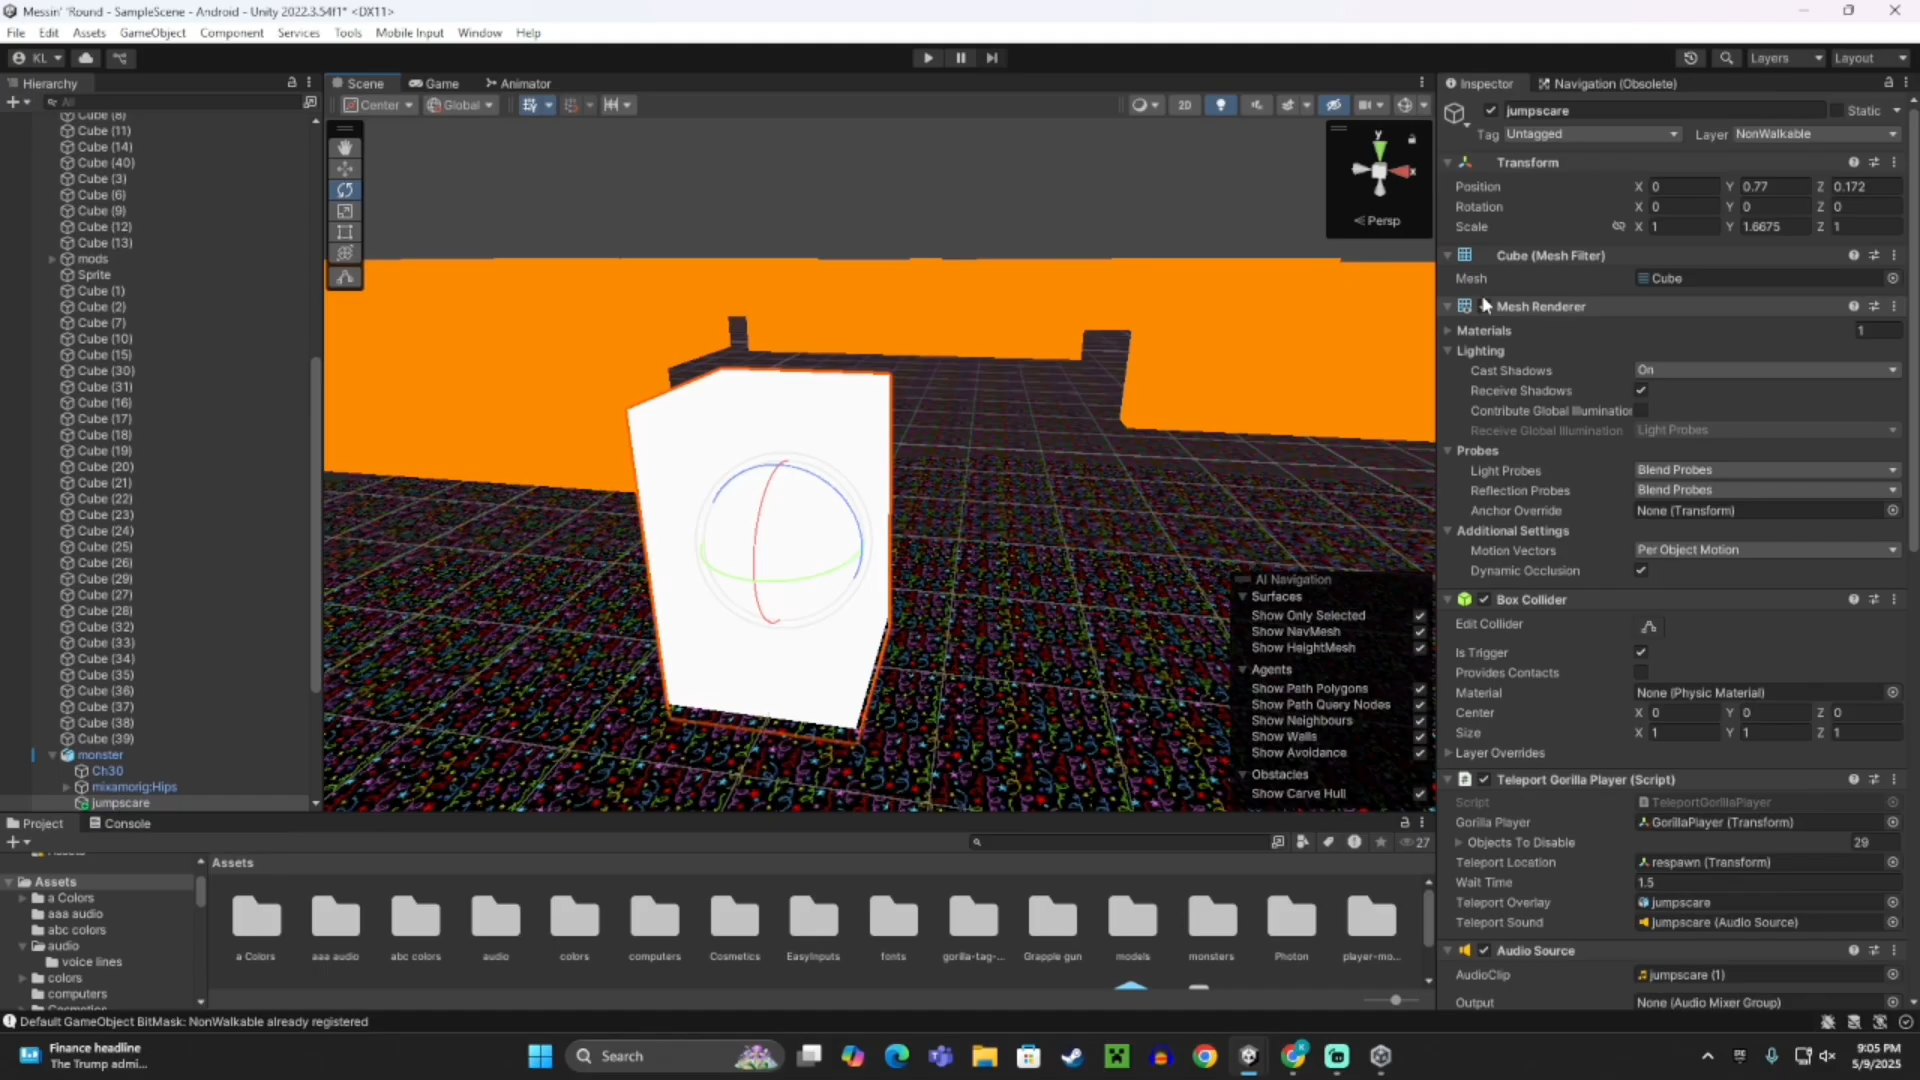 Messin' 'Round - SampleScene - Android - Unity 2022.3.54f1* <DX11>
File Edit Assets GameObject Component Services Tools Mobile Input Window Help
KL Layers Layout
Hierarchy Scene Game Animator Inspector Navigation (Obsolete)
All Center Global 2D
Cube (8)
Cube (11)
Cube (14)
Cube (40)
Cube (3)
Cube (6)
Cube (9)
Cube (12)
Cube (13)
mods
Sprite
Cube (1)
Cube (2)
Cube (7)
Cube (10)
Cube (15)
Cube (30)
Cube (31)
Cube (16)
Cube (17)
Cube (18)
Cube (19)
Cube (20)
Cube (21)
Cube (22)
Cube (23)
Cube (24)
Cube (25)
Cube (26)
Cube (29)
Cube (27)
Cube (28)
Cube (32)
Cube (33)
Cube (34)
Cube (35)
Cube (36)
Cube (37)
Cube (38)
Cube (39)
monster
Ch30
mixamorig:Hips
jumpscare
y
x
Persp
AI Navigation
Surfaces
Show Only Selected
Show NavMesh
Show HeightMesh
Agents
Show Path Polygons
Show Path Query Nodes
Show Neighbours
Show Walls
Show Avoidance
Obstacles
Show Carve Hull
jumpscare Static
Tag Untagged Layer NonWalkable
Transform
Position X 0 Y 0.77 Z 0.172
Rotation X 0 Y 0 Z 0
Scale X 1 Y 1.6675 Z 1
Cube (Mesh Filter)
Mesh Cube
Mesh Renderer
Materials 1
Lighting
Cast Shadows On
Receive Shadows
Contribute Global Illumination
Receive Global Illumination Light Probes
Probes
Light Probes Blend Probes
Reflection Probes Blend Probes
Anchor Override None (Transform)
Additional Settings
Motion Vectors Per Object Motion
Dynamic Occlusion
Box Collider
Edit Collider
Is Trigger
Provides Contacts
Material None (Physic Material)
Center X 0 Y 0 Z 0
Size X 1 Y 1 Z 1
Layer Overrides
Teleport Gorilla Player (Script)
Script TeleportGorillaPlayer
Gorilla Player GorillaPlayer (Transform)
Objects To Disable 29
Teleport Location respawn (Transform)
Wait Time 1.5
Teleport Overlay jumpscare
Teleport Sound jumpscare (Audio Source)
Audio Source
AudioClip jumpscare (1)
Output None (Audio Mixer Group)
Project Console
27
Assets
a Colors
aaa audio
abc colors
audio
voice lines
colors
computers
Cosmetics
Assets
a Colors aaa audio abc colors audio colors computers Cosmetics EasyInputs fonts gorilla-tag-... Grapple gun models monsters Photon player-mo...
Default GameObject BitMask: NonWalkable already registered
Finance headline
The Trump admi...
Search
9:05 PM
5/9/2025